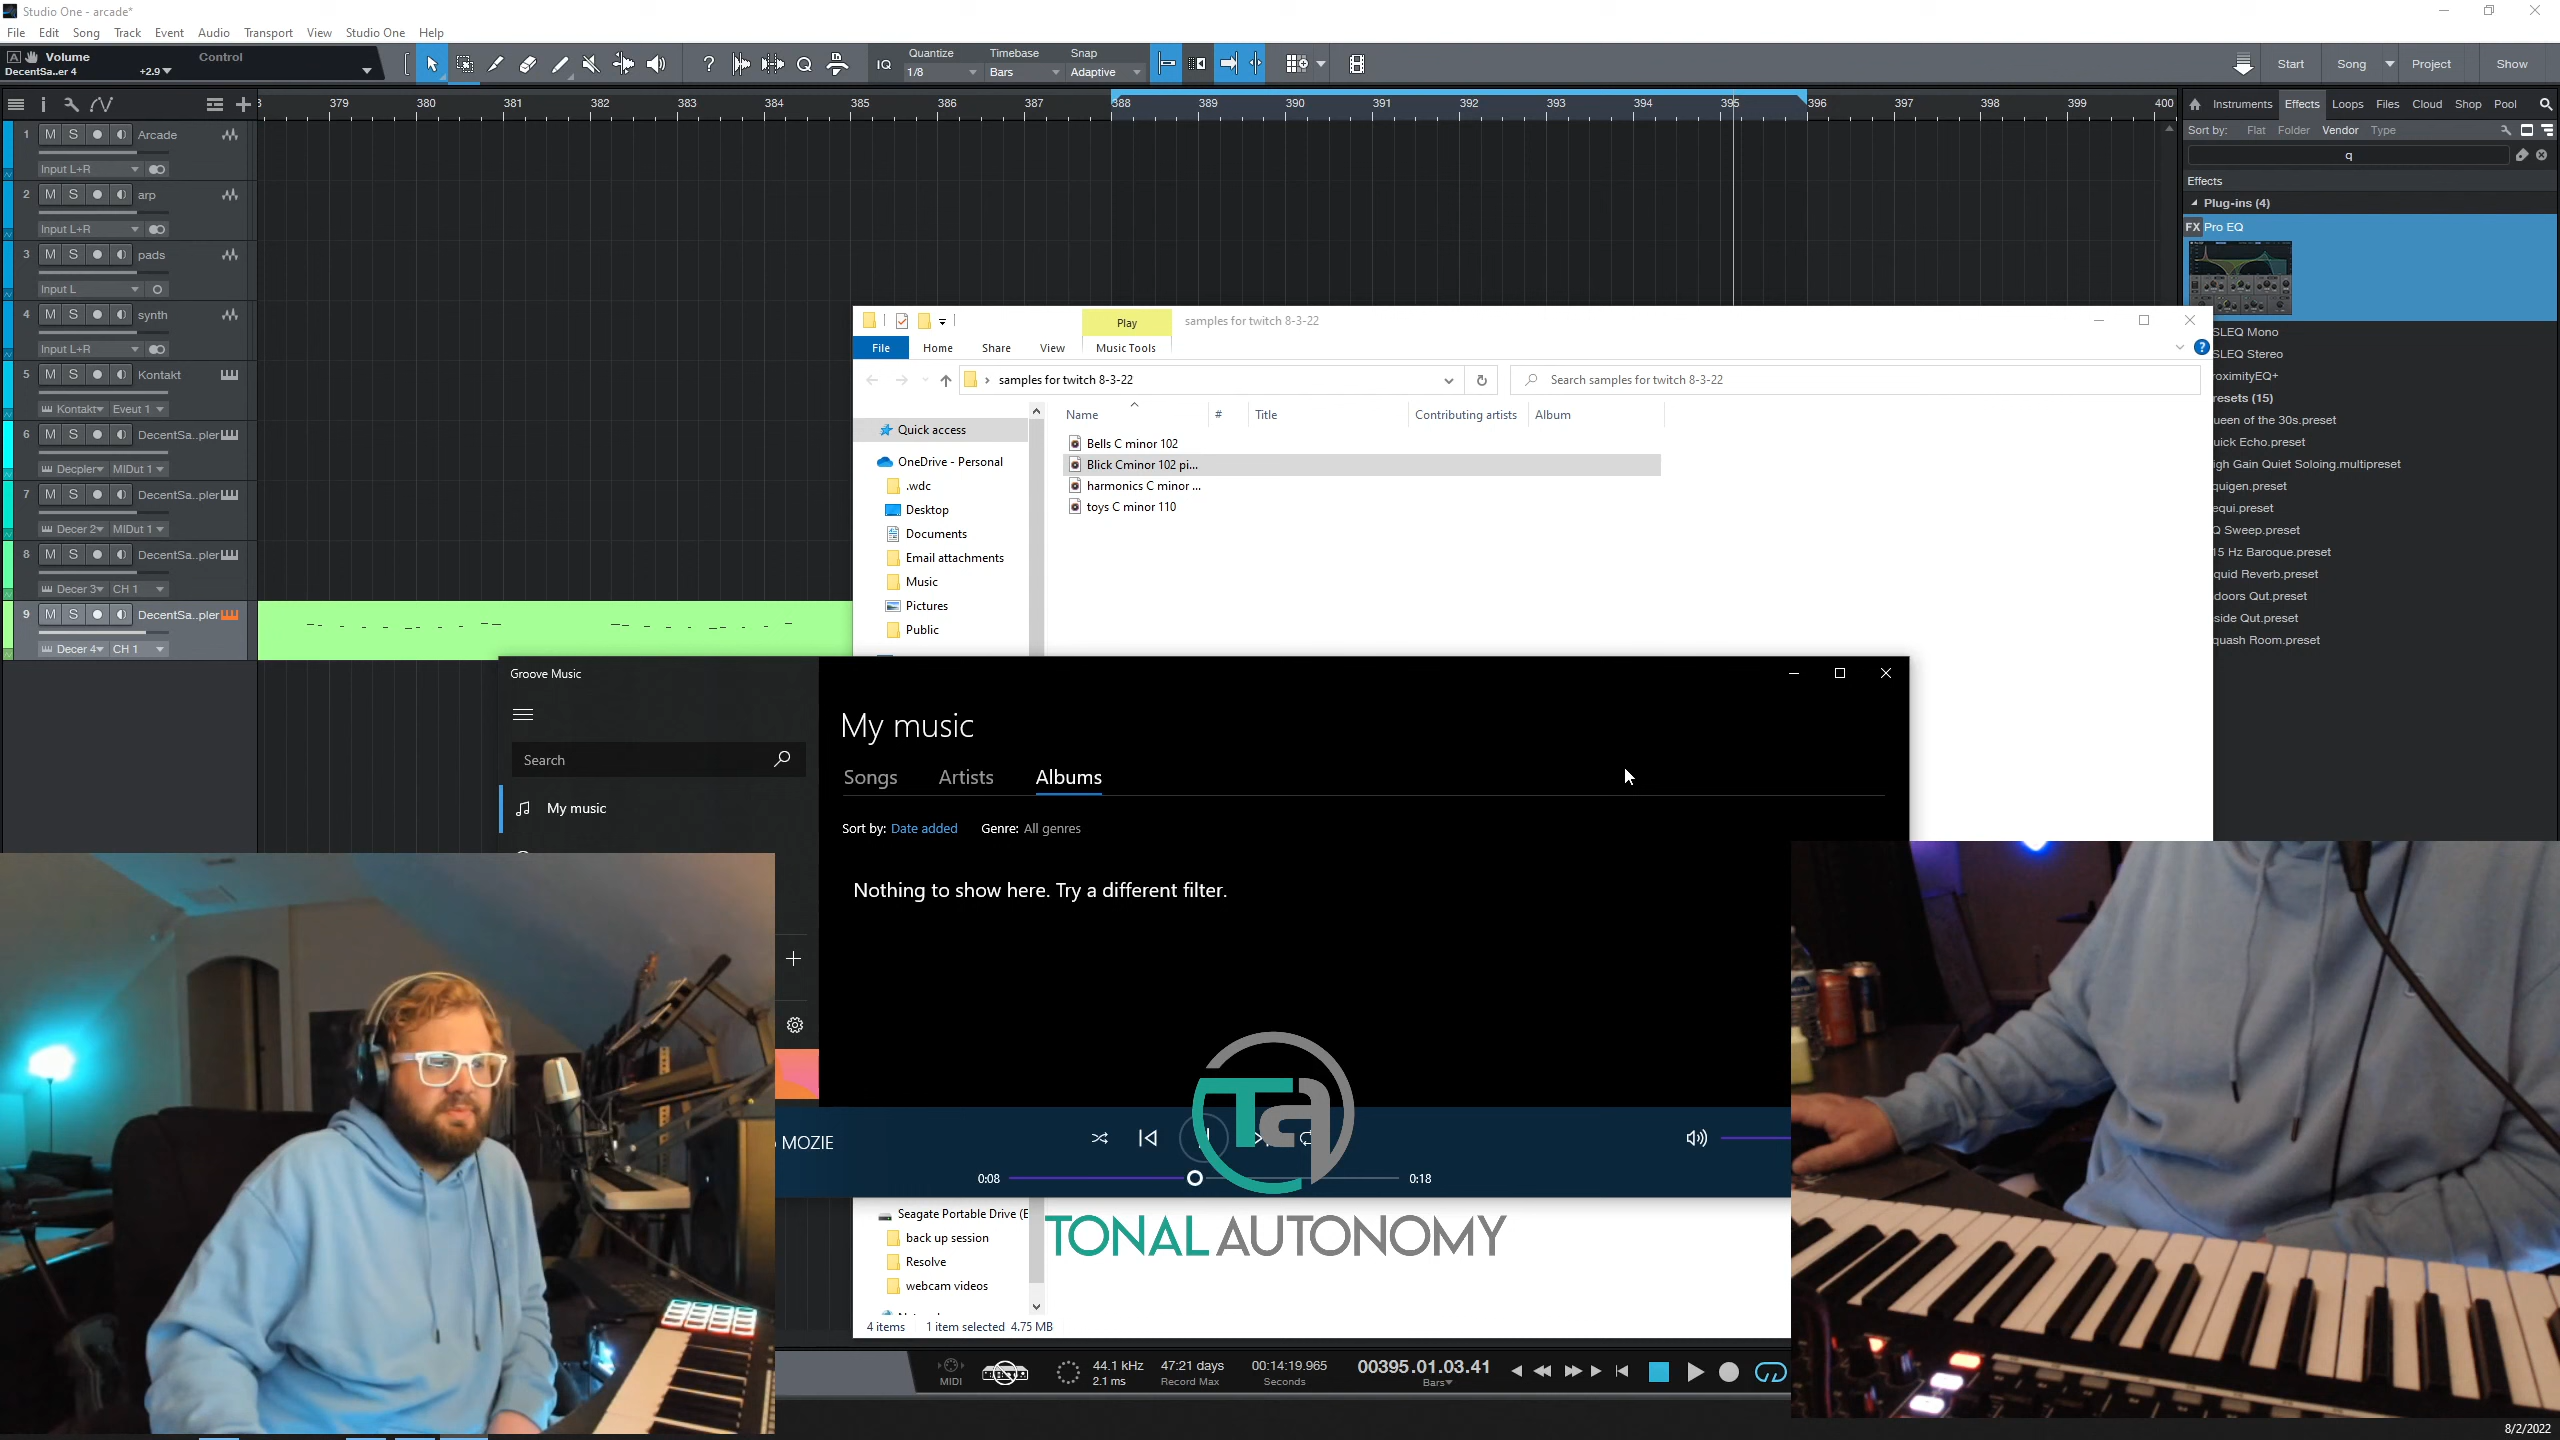 Studio One - arcade*
File Edit Song Track Event Audio Transport View Studio One Help
Volume
Control
DecentSa..er 4 +2.9
Quantize Timebase Snap
IQ 1/8 Bars Adaptive
Start Song Project Show
379 380 381 382 383 384 385 386 387 388 389 390 391 392 393 394 395 396 397 398 399 400
Instruments Effects Loops Files Cloud Shop Pool
Sort by: Flat Folder Vendor Type
q
Effects
Plug-ins (4)
FX Pro EQ
SLEQ Mono
SLEQ Stereo
roximityEQ+
resets (15)
ueen of the 30s.preset
uick Echo.preset
igh Gain Quiet Soloing.multipreset
quigen.preset
equi.preset
Q Sweep.preset
15 Hz Baroque.preset
quid Reverb.preset
doors Qut.preset
side Qut.preset
quash Room.preset
1 M S Arcade
Input L+R
2 M S arp
Input L+R
3 M S pads
Input L
4 M S synth
Input L+R
5 M S Kontakt
Kontakt Eveut 1
6 M S DecentSa..pler
Decpler MIDut 1
7 M S DecentSa..pler
Decer 2 MIDut 1
8 M S DecentSa..pler
Decer 3 CH 1
9 M S DecentSa..pler
Decer 4 CH 1
Play samples for twitch 8-3-22
File Home Share View Music Tools
samples for twitch 8-3-22
Search samples for twitch 8-3-22
Name # Title Contributing artists Album
Bells C minor 102
Blick Cminor 102 pi...
harmonics C minor ...
toys C minor 110
Quick access
OneDrive - Personal
.wdc
Desktop
Documents
Email attachments
Music
Pictures
Public
Groove Music
Search
My music
My music
Songs Artists Albums
Sort by: Date added Genre: All genres
Nothing to show here. Try a different filter.
MOZIE
0:08 0:18
Ta
TONAL AUTONOMY
Seagate Portable Drive (E
back up session
Resolve
webcam videos
4 items 1 item selected 4.75 MB
MIDI
44.1 kHz
2.1 ms
47:21 days
Record Max
00:14:19.965
Seconds
00395.01.03.41
Bars
8/2/2022